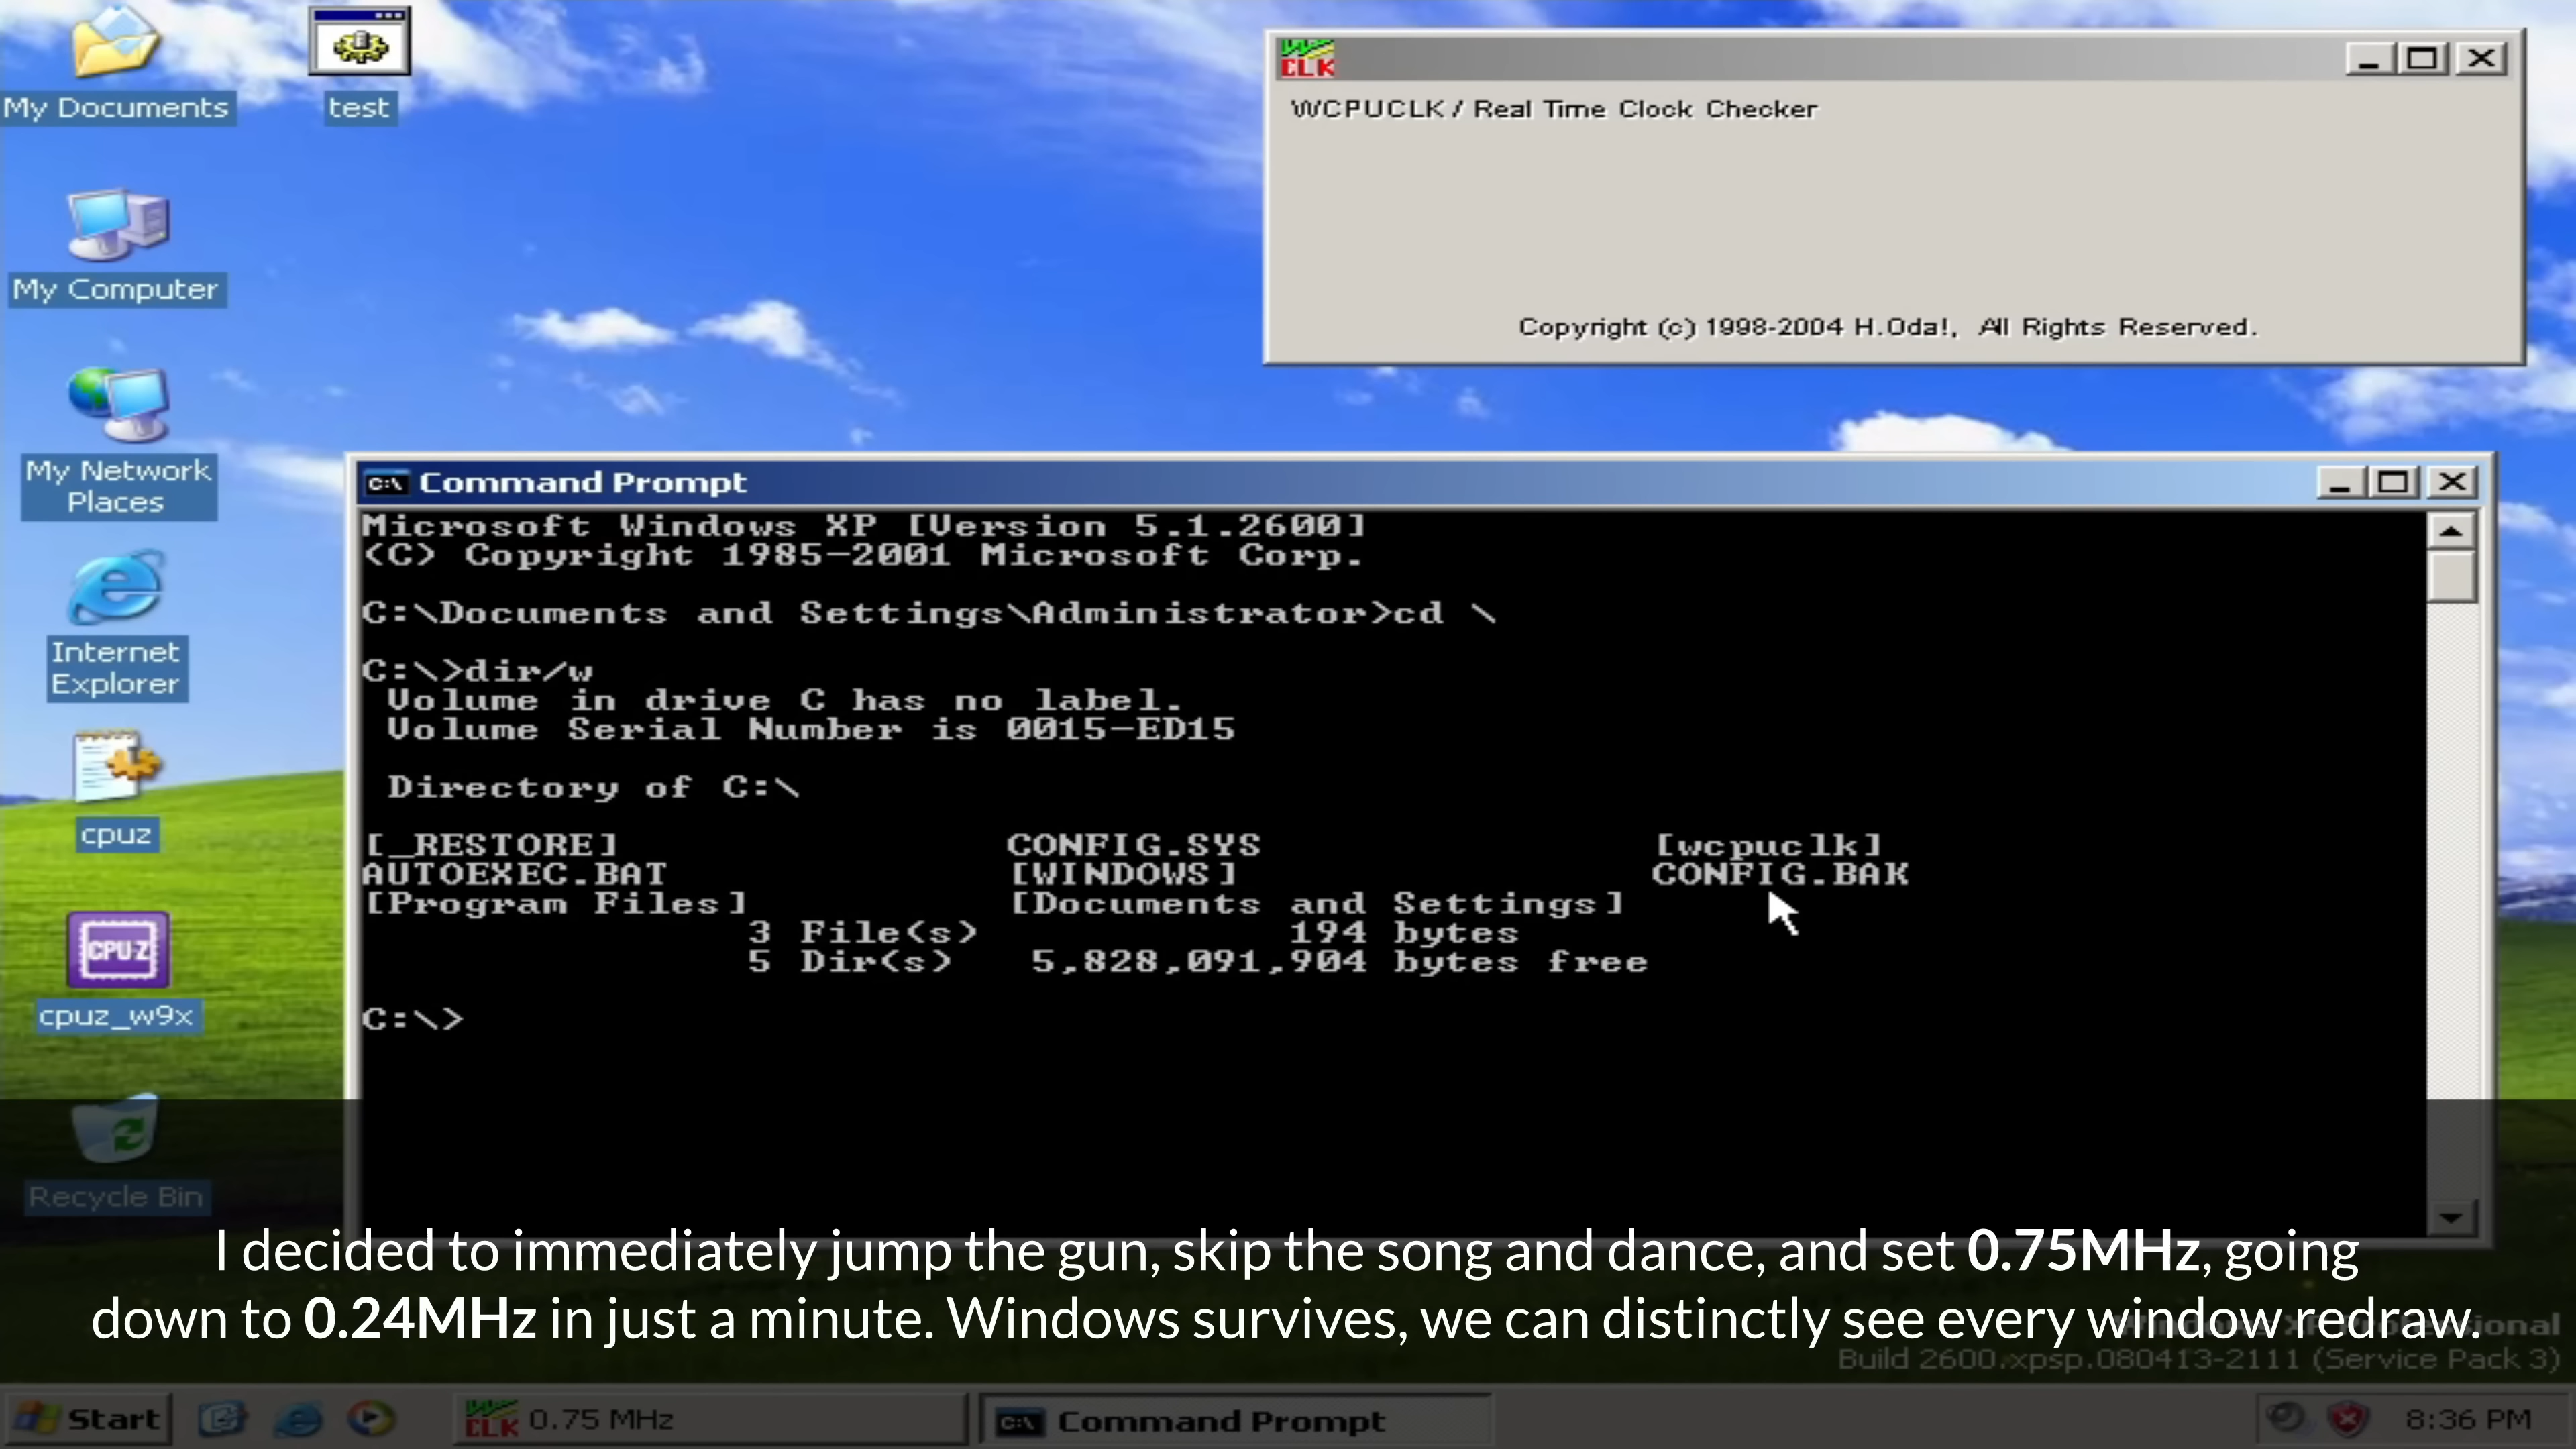 My Documents
test
My Computer
My Network
Places
Internet
Explorer
cpuz
CPU-Z
cpuz_w9x
Recycle Bin
CLK
WCPUCLK / Real Time Clock Checker
Copyright (c) 1998-2004 H.Oda!, All Rights Reserved.
C:\ Command Prompt
Microsoft Windows XP [Version 5.1.2600]
(C) Copyright 1985-2001 Microsoft Corp.
C:\Documents and Settings\Administrator>cd \
C:\>dir/w
Volume in drive C has no label.
Volume Serial Number is 0015-ED15
Directory of C:\
[_RESTORE] CONFIG.SYS [wcpuclk]
AUTOEXEC.BAT [WINDOWS] CONFIG.BAK
[Program Files] [Documents and Settings]
3 File(s) 194 bytes
5 Dir(s) 5,828,091,904 bytes free
C:\>
I decided to immediately jump the gun, skip the song and dance, and set 0.75MHz, going
down to 0.24MHz in just a minute. Windows survives, we can distinctly see every window redraw.
Windows XP Professional
Build 2600.xpsp.080413-2111 (Service Pack 3)
Start
CLK 0.75 MHz
C:\ Command Prompt
8:36 PM